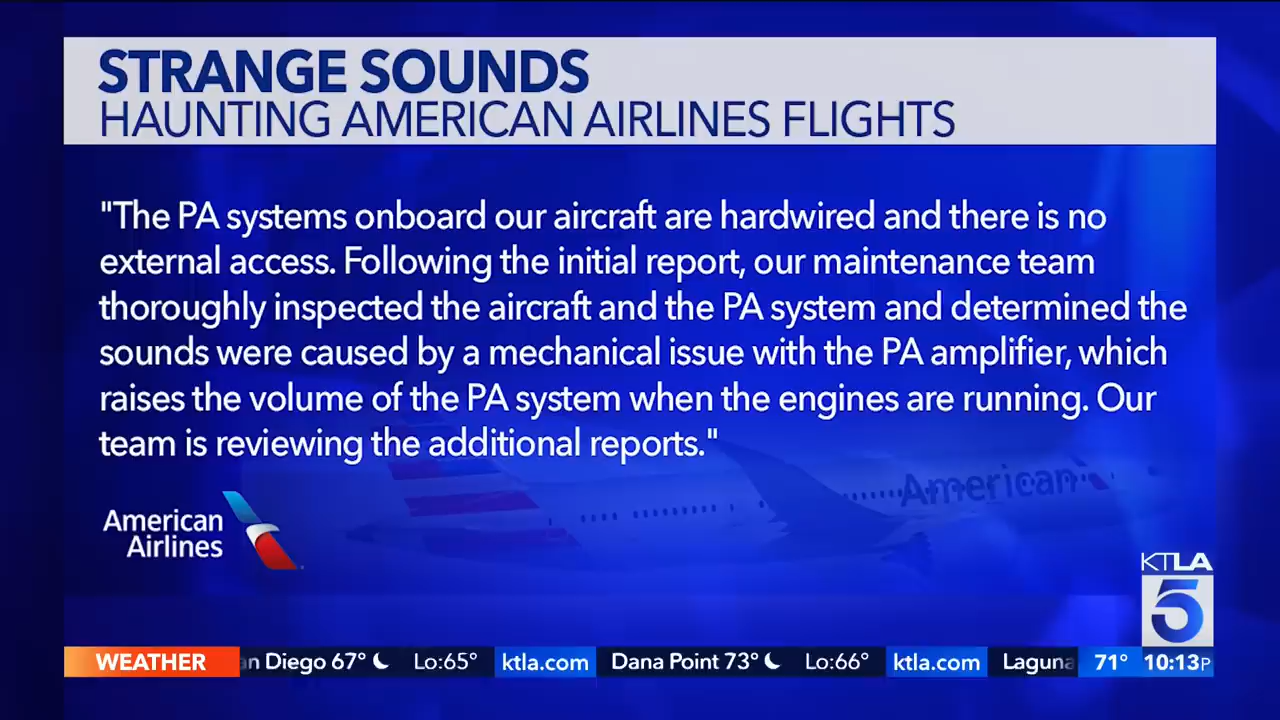 STRANGE SOUNDS
HAUNTING AMERICAN AIRLINES FLIGHTS
"The PA systems onboard our aircraft are hardwired and there is no
external access. Following the initial report, our maintenance team
thoroughly inspected the aircraft and the PA system and determined the
sounds were caused by a mechanical issue with the PA amplifier, which
raises the volume of the PA system when the engines are running. Our
team is reviewing the additional reports."
American
American
Airlines
KTLA
5
WEATHER
n Diego 67° Lo:65° ktla.com Dana Point 73° Lo:66° ktla.com Laguna 71° 10:13P